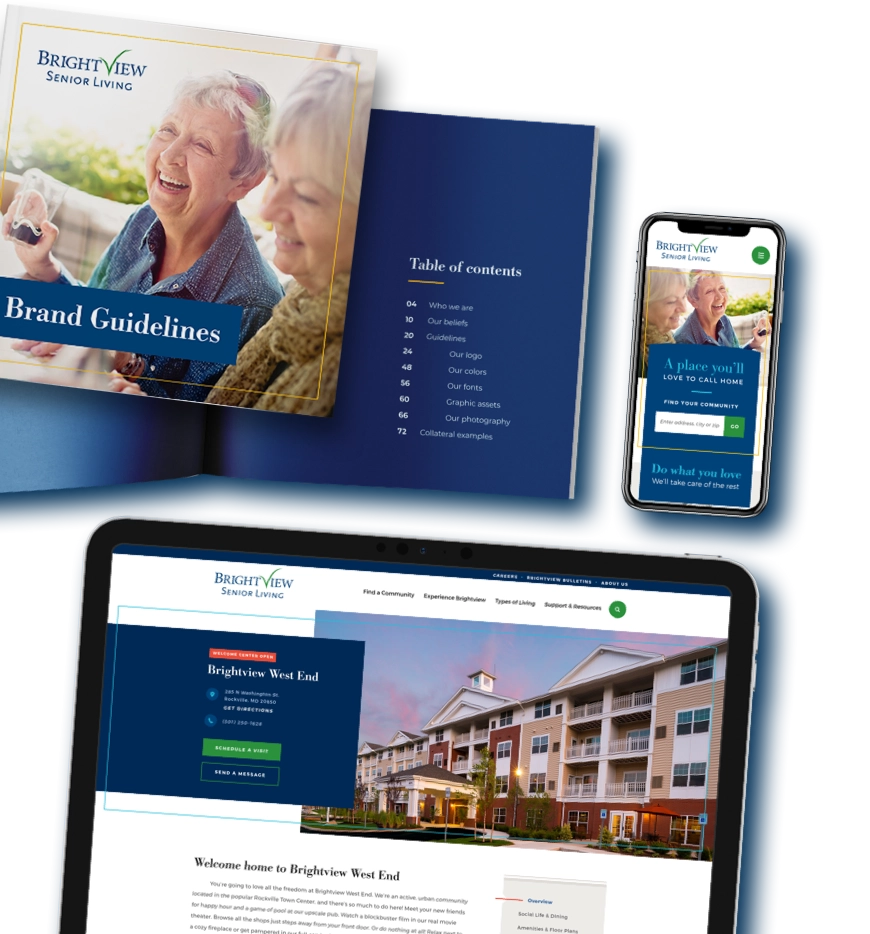 BRIGHTVIEW
SENIOR LIVING
Brand Guidelines
Table of contents
04 Who we are
10 Our beliefs
20 Guidelines
24 Our logo
48 Our colors
56 Our fonts
60 Graphic assets
66 Our photography
72 Collateral examples
BRIGHTVIEW
SENIOR LIVING
A place you'll
LOVE TO CALL HOME
FIND YOUR COMMUNITY
Enter address, city or zip
GO
Do what you love
We'll take care of the rest
CAREERS · BRIGHTVIEW BULLETINS · ABOUT US
BRIGHTVIEW
SENIOR LIVING
Find a Community Experience Brightview Types of Living Support & Resources
WELCOME CENTER OPEN
Brightview West End
285 N Washington St.
Rockville, MD 20850
GET DIRECTIONS
SCHEDULE A VISIT
SEND A MESSAGE
Welcome home to Brightview West End
You're going to love all the freedom at Brightview West End. We're an active, urban community
located in the popular Rockville Town Center, and there's so much to do here! Meet your new friends
for happy hour and a game of pool at our upscale pub. Watch a blockbuster film in our real movie
theater. Browse all the shops just steps away from your front door. Or do nothing at all! Relax next to
a cozy fireplace or get pampered in our full
Overview
Social Life & Dining
Amenities & Floor Plans